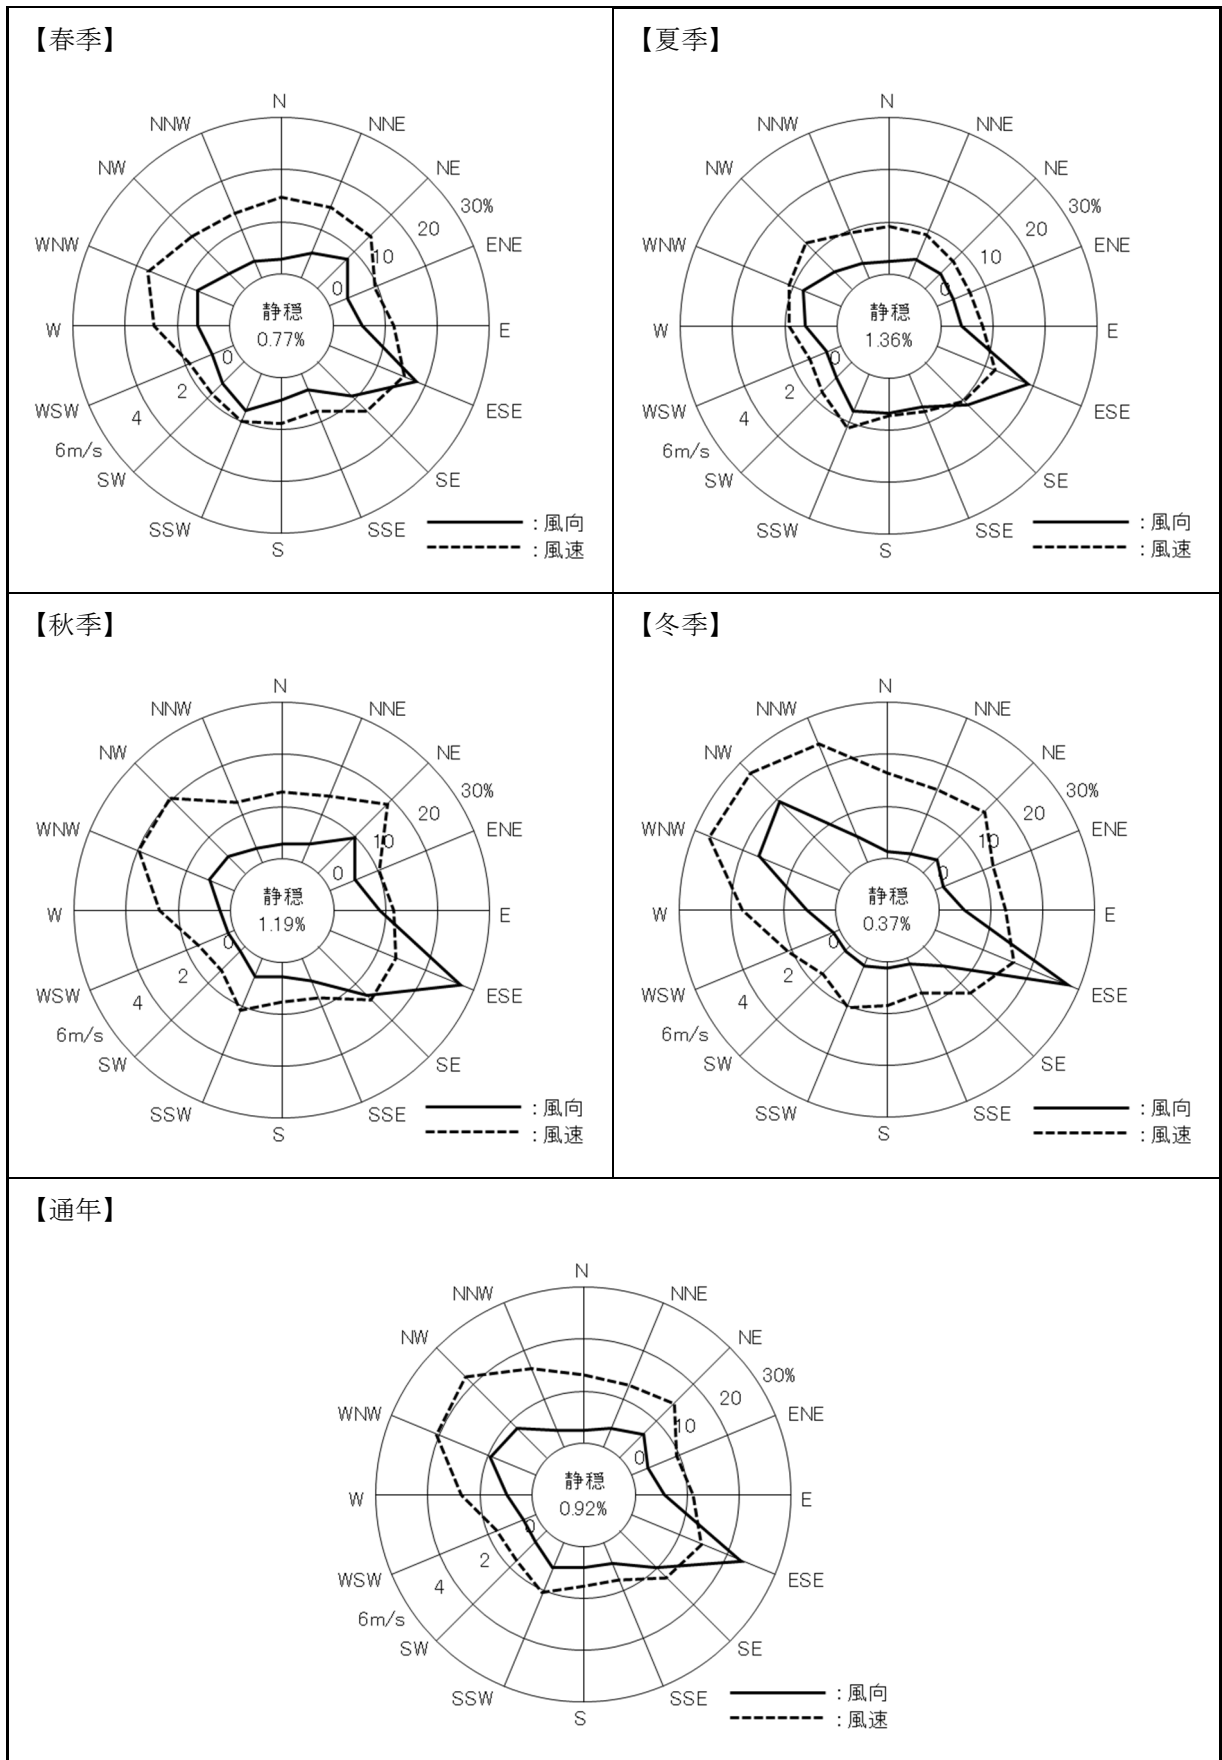 【春季】
N
NNW
NNE
NW
NE
30%
20
WNW
ENE
10
0
静穏
0.77%
W
E
0
2
WSW
4
ESE
6m/s
SW
SE
SSW
SSE
S
：風向
：風速
【夏季】
N
NNW
NNE
NW
NE
30%
20
WNW
ENE
10
0
静穏
1.36%
W
E
0
2
WSW
4
ESE
6m/s
SW
SE
SSW
SSE
S
：風向
：風速
【秋季】
N
NNW
NNE
NW
NE
30%
20
WNW
ENE
10
0
静穏
1.19%
W
E
0
2
WSW
4
ESE
6m/s
SW
SE
SSW
SSE
S
：風向
：風速
【冬季】
N
NNW
NNE
NW
NE
30%
20
WNW
ENE
10
0
静穏
0.37%
W
E
0
2
WSW
4
ESE
6m/s
SW
SE
SSW
SSE
S
：風向
：風速
【通年】
N
NNW
NNE
NW
NE
30%
20
WNW
ENE
10
0
静穏
0.92%
W
E
0
2
WSW
4
ESE
6m/s
SW
SE
SSW
SSE
S
：風向
：風速